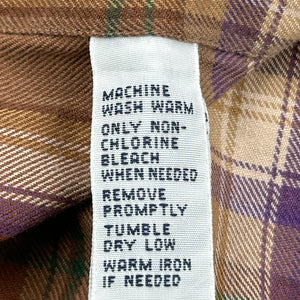 MACHINE
WASH WARM
ONLY NON-
CHLORINE
BLEACH
WHEN NEEDED
REMOVE
PROMPTLY
TUMBLE
DRY LOW
WARM IRON
IF NEEDED